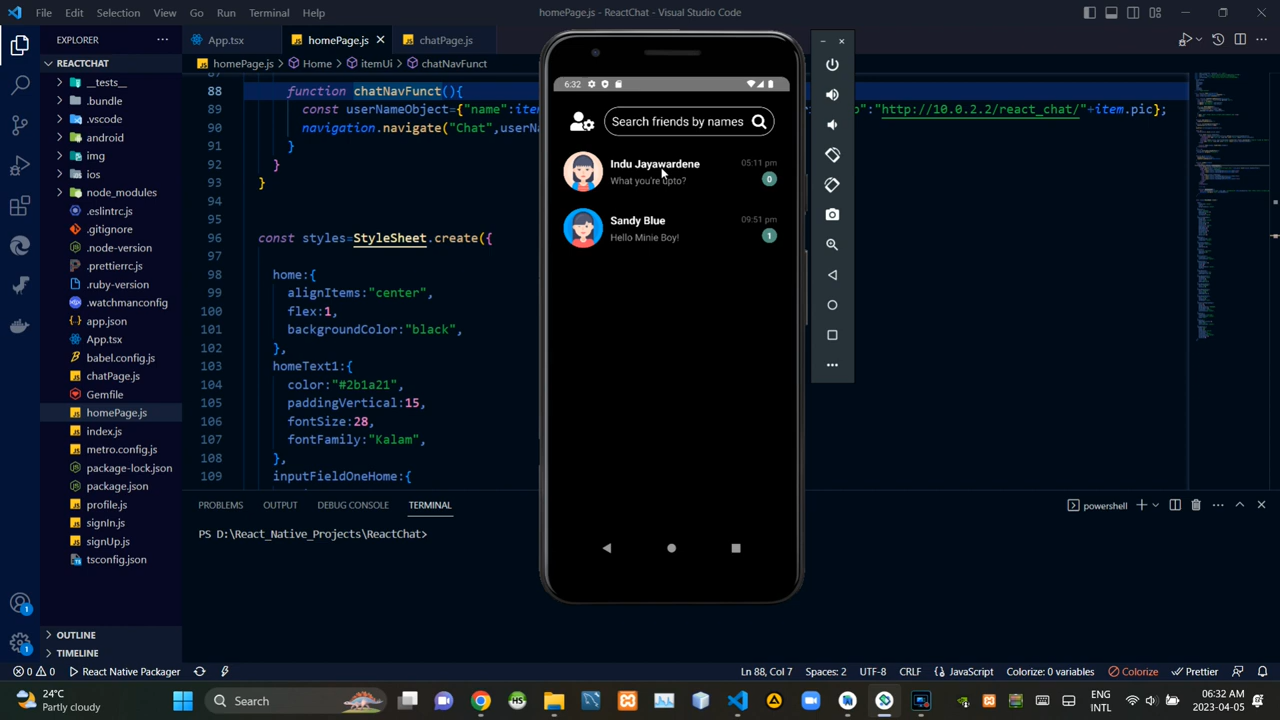 File Edit Selection View Go Run Terminal Help
homePage.js - ReactChat - Visual Studio Code
EXPLORER
App.tsx
homePage.js
chatPage.js
REACTCHAT
homePage.js > Home > itemUi > chatNavFunct
__tests__
.bundle
.vscode
android
img
ios
node_modules
.eslintrc.js
.gitignore
.node-version
.prettierrc.js
.ruby-version
.watchmanconfig
app.json
App.tsx
babel.config.js
chatPage.js
Gemfile
homePage.js
index.js
metro.config.js
package-lock.json
package.json
profile.js
signIn.js
signUp.js
tsconfig.json
OUTLINE
TIMELINE
88 function chatNavFunct(){
89 const userNameObject={"name":item
"http://10.0.2.2/react_chat/"+item.pic};
90 navigation.navigate("Chat",userN
91 }
92 }
93 }
94
95
96 const styles=StyleSheet.create({
97
98 home:{
99 alignItems:"center",
100 flex:1,
101 backgroundColor:"black",
102 },
103 homeText1:{
104 color:"#2b1a21",
105 paddingVertical:15,
106 fontSize:28,
107 fontFamily:"Kalam",
108 },
109 inputFieldOneHome:{
6:32
Search friends by names
Indu Jayawardene 05:11 pm
What you're upto? 0
Sandy Blue 09:51 pm
Hello Minie Boy! 1
PROBLEMS OUTPUT DEBUG CONSOLE TERMINAL
powershell
PS D:\React_Native_Projects\ReactChat>
0 0 React Native Packager
Ln 88, Col 7 Spaces: 2 UTF-8 CRLF JavaScript Colorize: 0 variables Colorize Prettier
24°C
Partly cloudy
Search
ENG
INTL
06:32 AM
2023-04-05